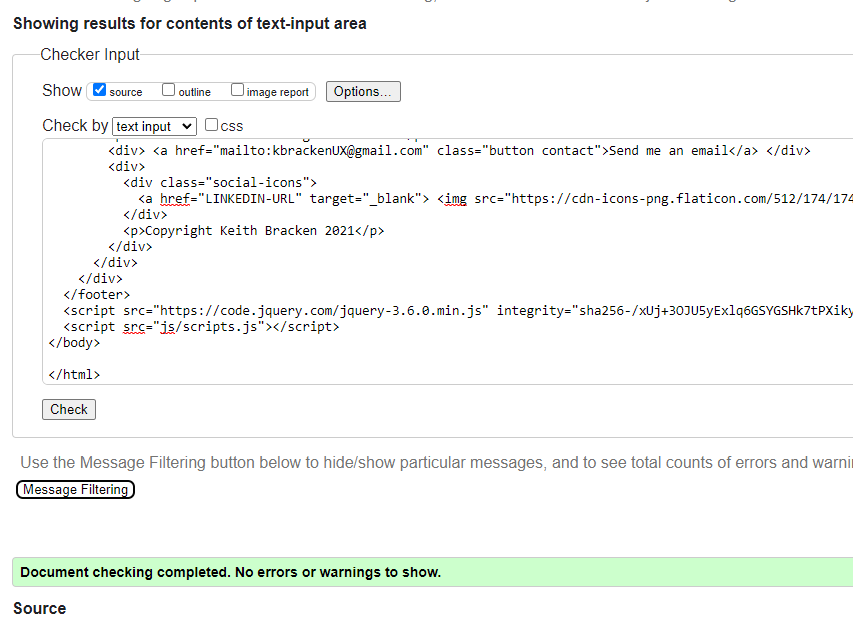 Showing results for contents of text-input area
Checker Input
Show source outline image report Options...
Check by text input css
<div> <a href="mailto:kbrackenUX@gmail.com" class="button contact">Send me an email</a> </div>
<div>
<div class="social-icons">
<a href="LINKEDIN-URL" target="_blank"> <img src="https://cdn-icons-png.flaticon.com/512/174/174
</div>
<p>Copyright Keith Bracken 2021</p>
</div>
</div>
</div>
</footer>
<script src="https://code.jquery.com/jquery-3.6.0.min.js" integrity="sha256-/xUj+3OJU5yExlq6GSYGSHk7tPXiky
<script src="js/scripts.js"></script>
</body>
</html>
Check
Use the Message Filtering button below to hide/show particular messages, and to see total counts of errors and warni
Message Filtering
Document checking completed. No errors or warnings to show.
Source